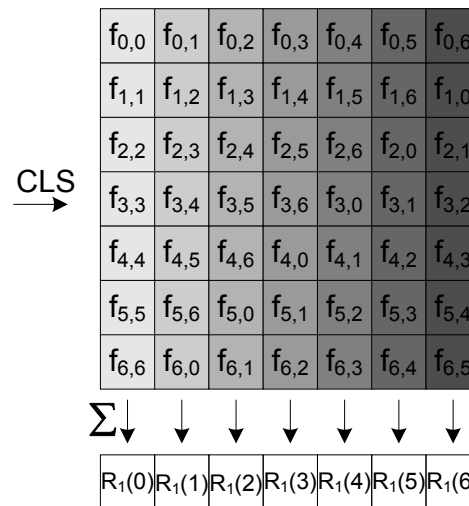 f0,0 f0,1 f0,2 f0,3 f0,4 f0,5 f0,6
f1,1 f1,2 f1,3 f1,4 f1,5 f1,6 f1,0
f2,2 f2,3 f2,4 f2,5 f2,6 f2,0 f2,1
CLS
f3,3 f3,4 f3,5 f3,6 f3,0 f3,1 f3,2
f4,4 f4,5 f4,6 f4,0 f4,1 f4,2 f4,3
f5,5 f5,6 f5,0 f5,1 f5,2 f5,3 f5,4
f6,6 f6,0 f6,1 f6,2 f6,3 f6,4 f6,5
Σ
R1(0) R1(1) R1(2) R1(3) R1(4) R1(5) R1(6